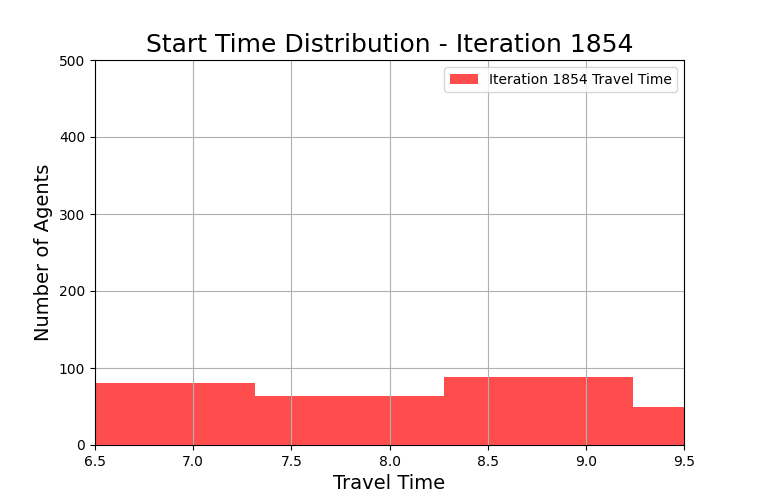 Start Time Distribution - Iteration 1854
Iteration 1854 Travel Time
Number of Agents
500
400
300
200
100
0
6.5 7.0 7.5 8.0 8.5 9.0 9.5
Travel Time